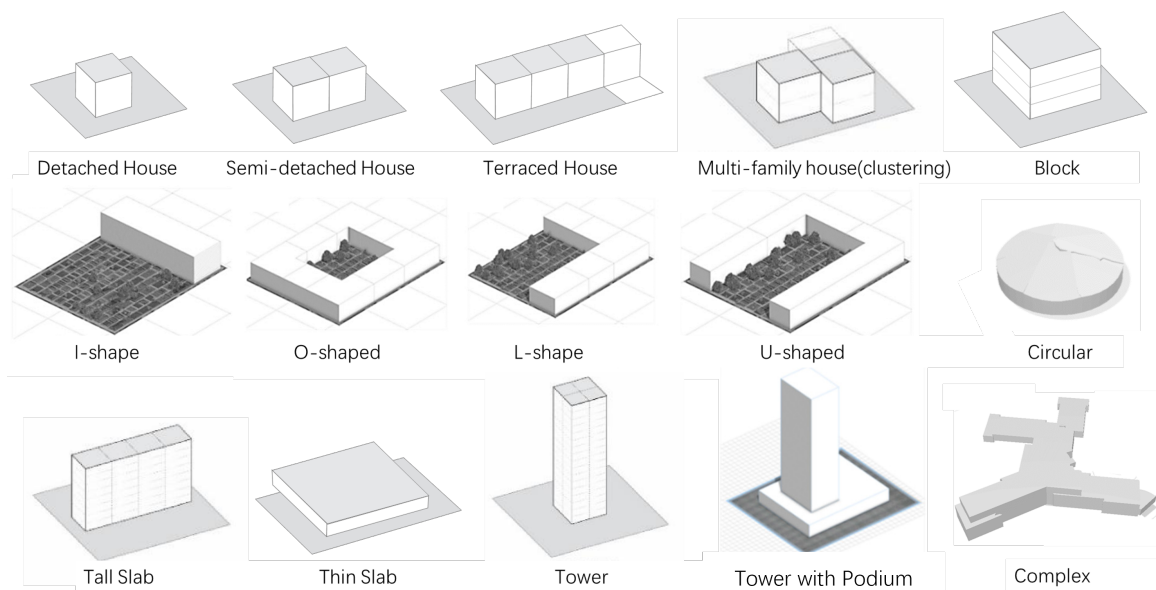 Detached House
Semi-detached House
Terraced House
Multi-family house(clustering)
Block
I-shape
O-shaped
L-shape
U-shaped
Circular
Tall Slab
Thin Slab
Tower
Tower with Podium
Complex